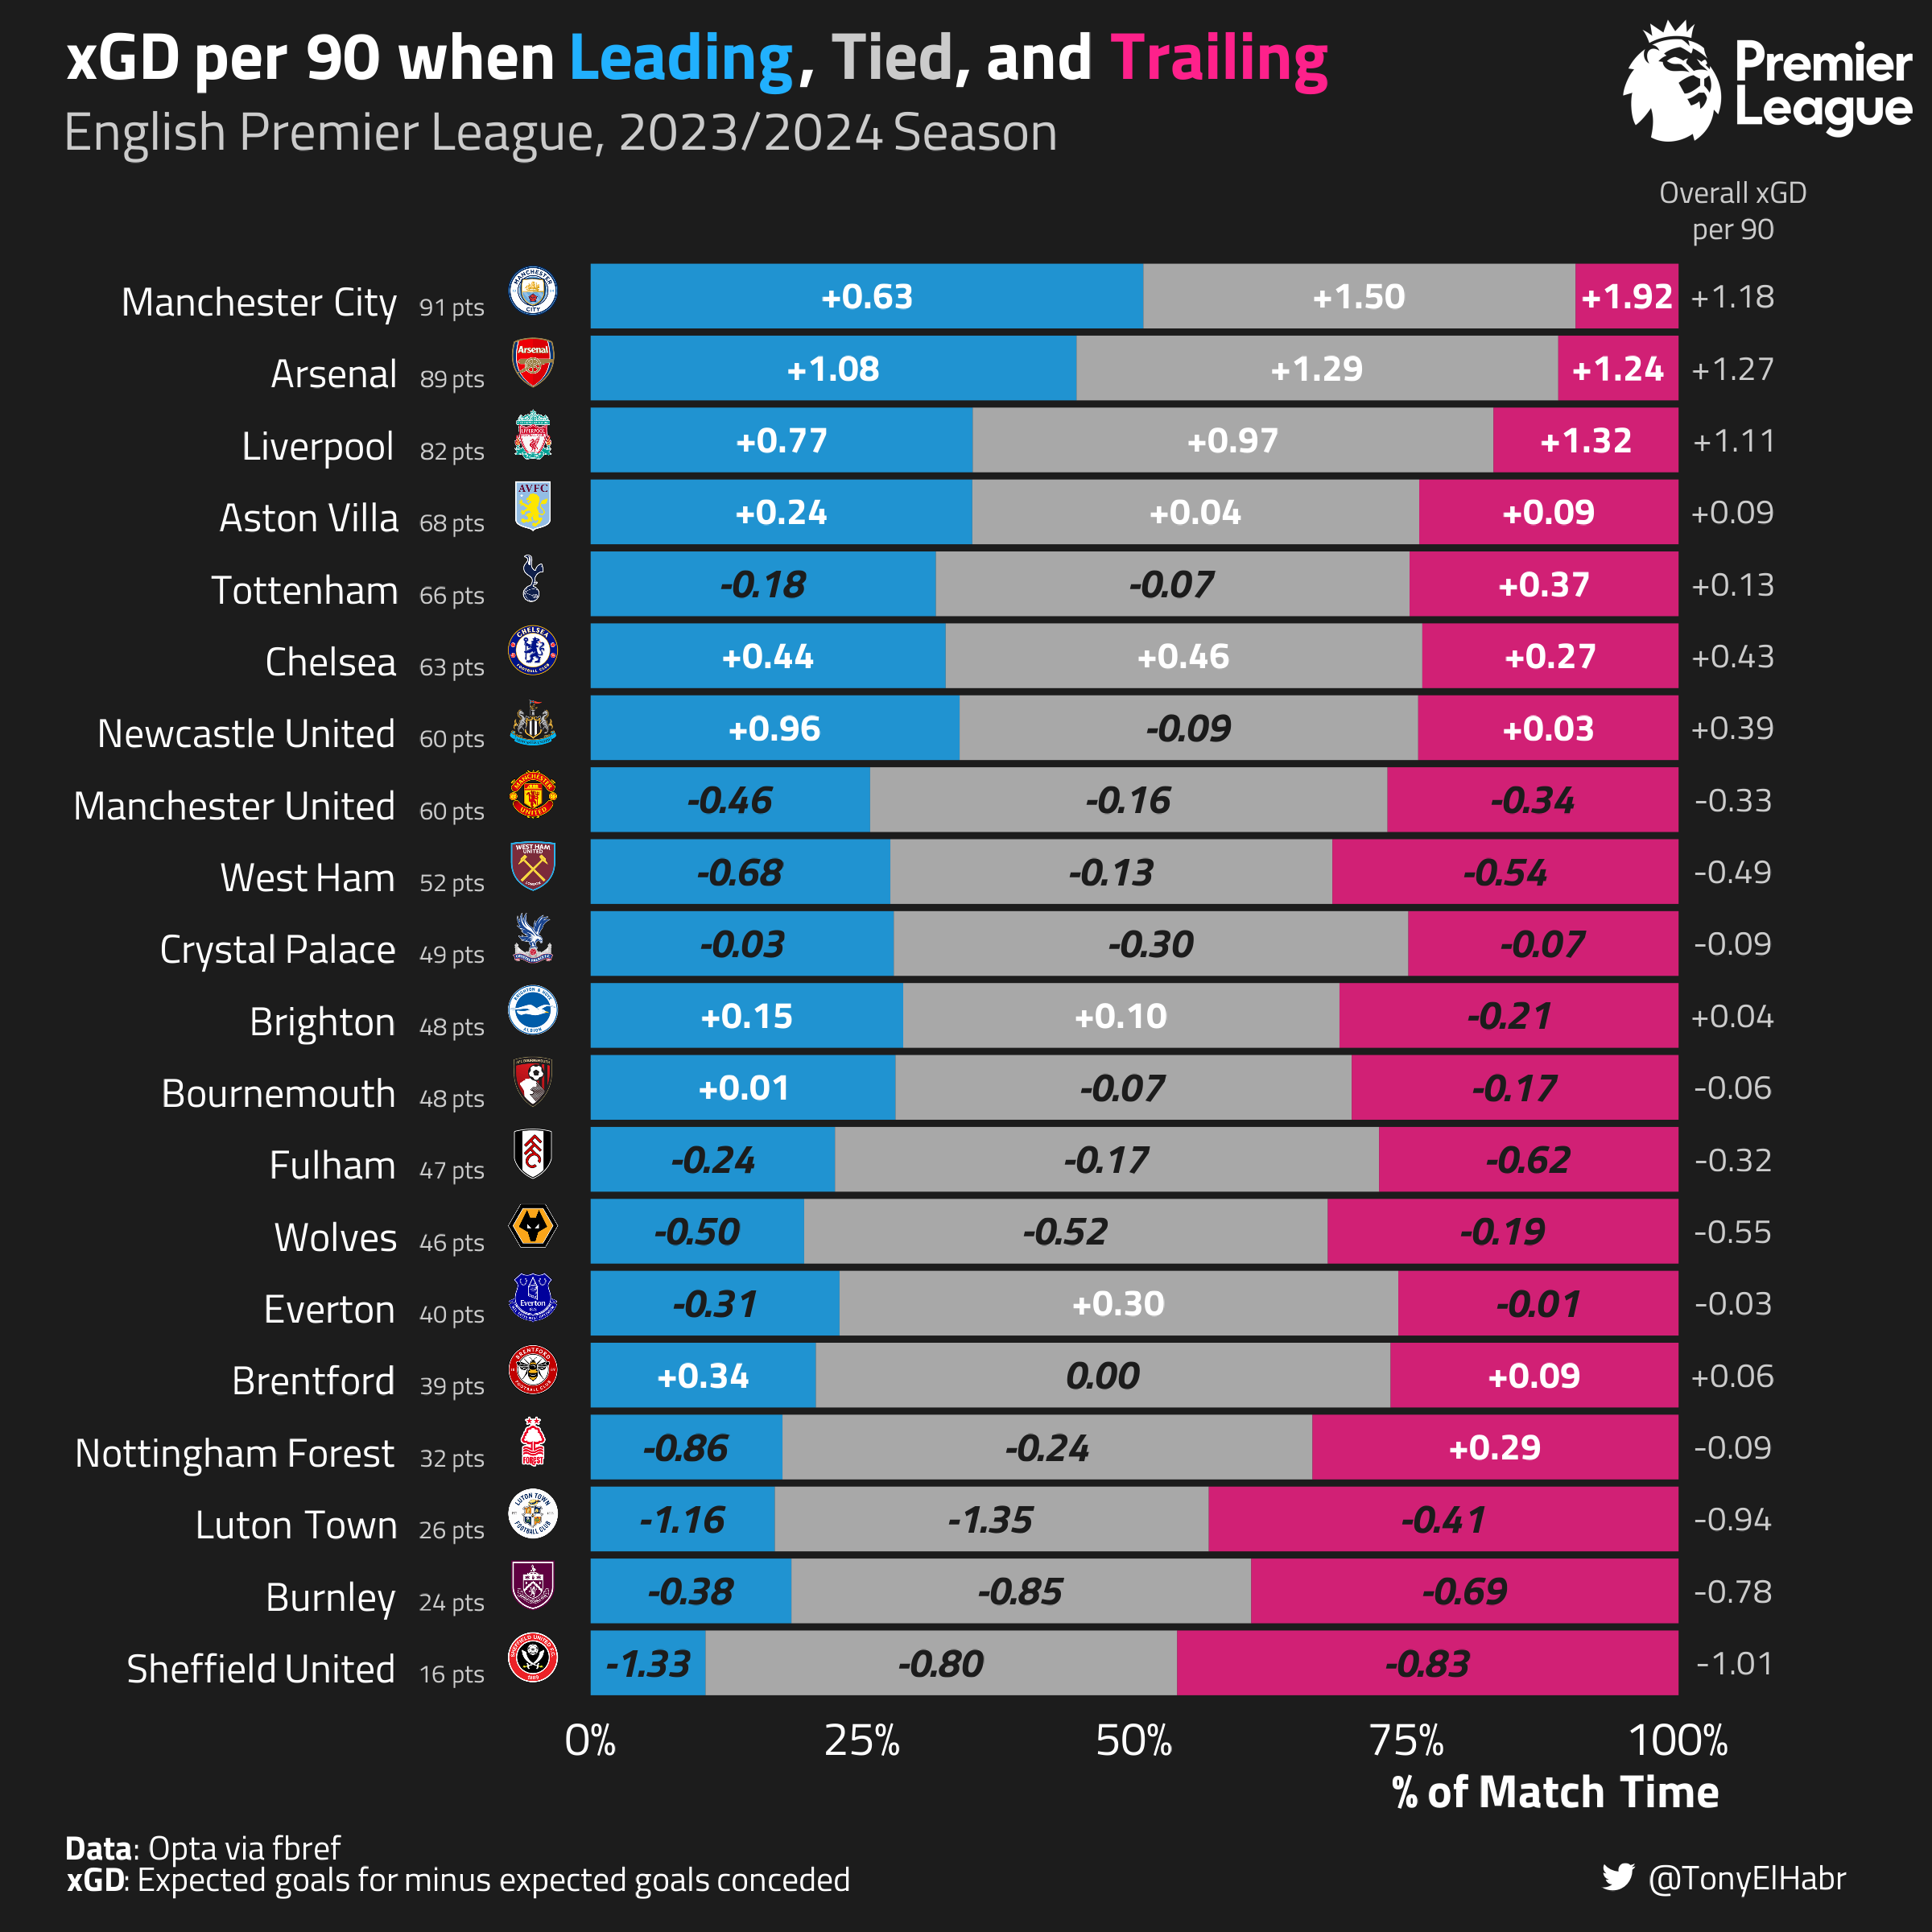 xGD per 90 when Leading, Tied, and Trailing
English Premier League, 2023/2024 Season
Premier
League
Overall xGD
per 90
Manchester City 91 pts +0.63 +1.50 +1.92 +1.18
Arsenal 89 pts +1.08 +1.29 +1.24 +1.27
Liverpool 82 pts +0.77 +0.97 +1.32 +1.11
Aston Villa 68 pts +0.24 +0.04 +0.09 +0.09
Tottenham 66 pts -0.18 -0.07 +0.37 +0.13
Chelsea 63 pts +0.44 +0.46 +0.27 +0.43
Newcastle United 60 pts +0.96 -0.09 +0.03 +0.39
Manchester United 60 pts -0.46 -0.16 -0.34 -0.33
West Ham 52 pts -0.68 -0.13 -0.54 -0.49
Crystal Palace 49 pts -0.03 -0.30 -0.07 -0.09
Brighton 48 pts +0.15 +0.10 -0.21 +0.04
Bournemouth 48 pts +0.01 -0.07 -0.17 -0.06
Fulham 47 pts -0.24 -0.17 -0.62 -0.32
Wolves 46 pts -0.50 -0.52 -0.19 -0.55
Everton 40 pts -0.31 +0.30 -0.01 -0.03
Brentford 39 pts +0.34 0.00 +0.09 +0.06
Nottingham Forest 32 pts -0.86 -0.24 +0.29 -0.09
Luton Town 26 pts -1.16 -1.35 -0.41 -0.94
Burnley 24 pts -0.38 -0.85 -0.69 -0.78
Sheffield United 16 pts -1.33 -0.80 -0.83 -1.01
0% 25% 50% 75% 100%
% of Match Time
Data: Opta via fbref
xGD: Expected goals for minus expected goals conceded
@TonyElHabr